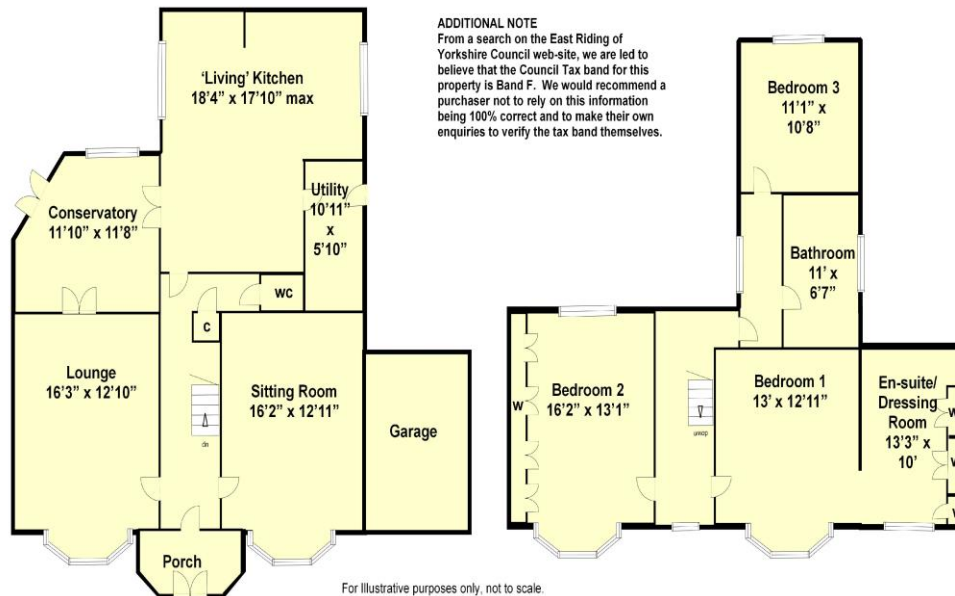 ADDITIONAL NOTE
From a search on the East Riding of
Yorkshire Council web-site, we are led to
believe that the Council Tax band for this
property is Band F. We would recommend a
purchaser not to rely on this information
being 100% correct and to make their own
enquiries to verify the tax band themselves.
‘Living’ Kitchen
18’4” x 17’10” max
Utility
10’11”
x
5’10”
Conservatory
11’10” x 11’8”
WC
C
Lounge
16’3” x 12’10”
up
Sitting Room
16’2” x 12’11”
Garage
Porch
Bedroom 3
11’1” x
10’8”
Bathroom
11’ x
6’7”
W
Bedroom 2
16’2” x 13’1”
down
Bedroom 1
13’ x 12’11”
En-suite/
Dressing
Room
13’3” x
10’
W
W
W
For Illustrative purposes only, not to scale.